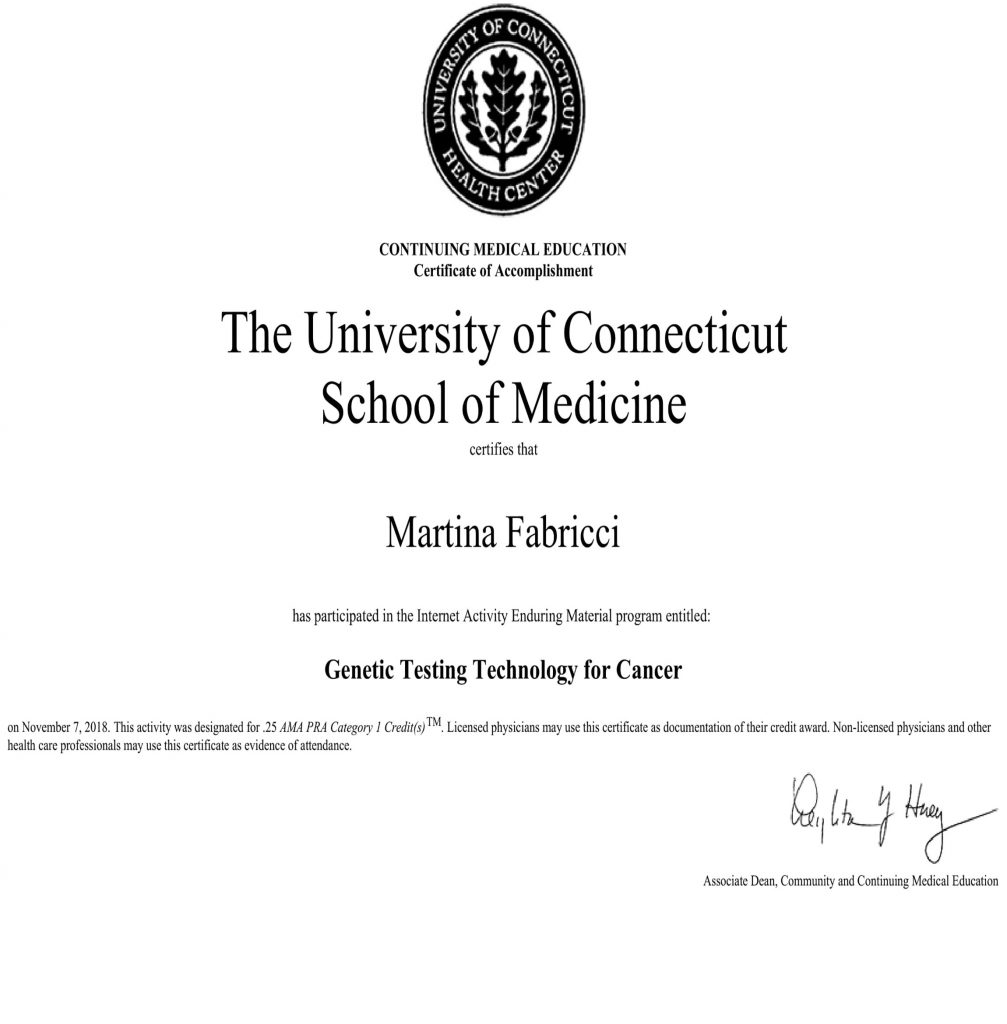 UNIVERSITY OF CONNECTICUT
HEALTH CENTER
CONTINUING MEDICAL EDUCATION
Certificate of Accomplishment
The University of Connecticut
School of Medicine
certifies that
Martina Fabricci
has participated in the Internet Activity Enduring Material program entitled:
Genetic Testing Technology for Cancer
on November 7, 2018. This activity was designated for .25 AMA PRA Category 1 Credit(s)™. Licensed physicians may use this certificate as documentation of their credit award. Non-licensed physicians and other
health care professionals may use this certificate as evidence of attendance.
Y Huey
Associate Dean, Community and Continuing Medical Education